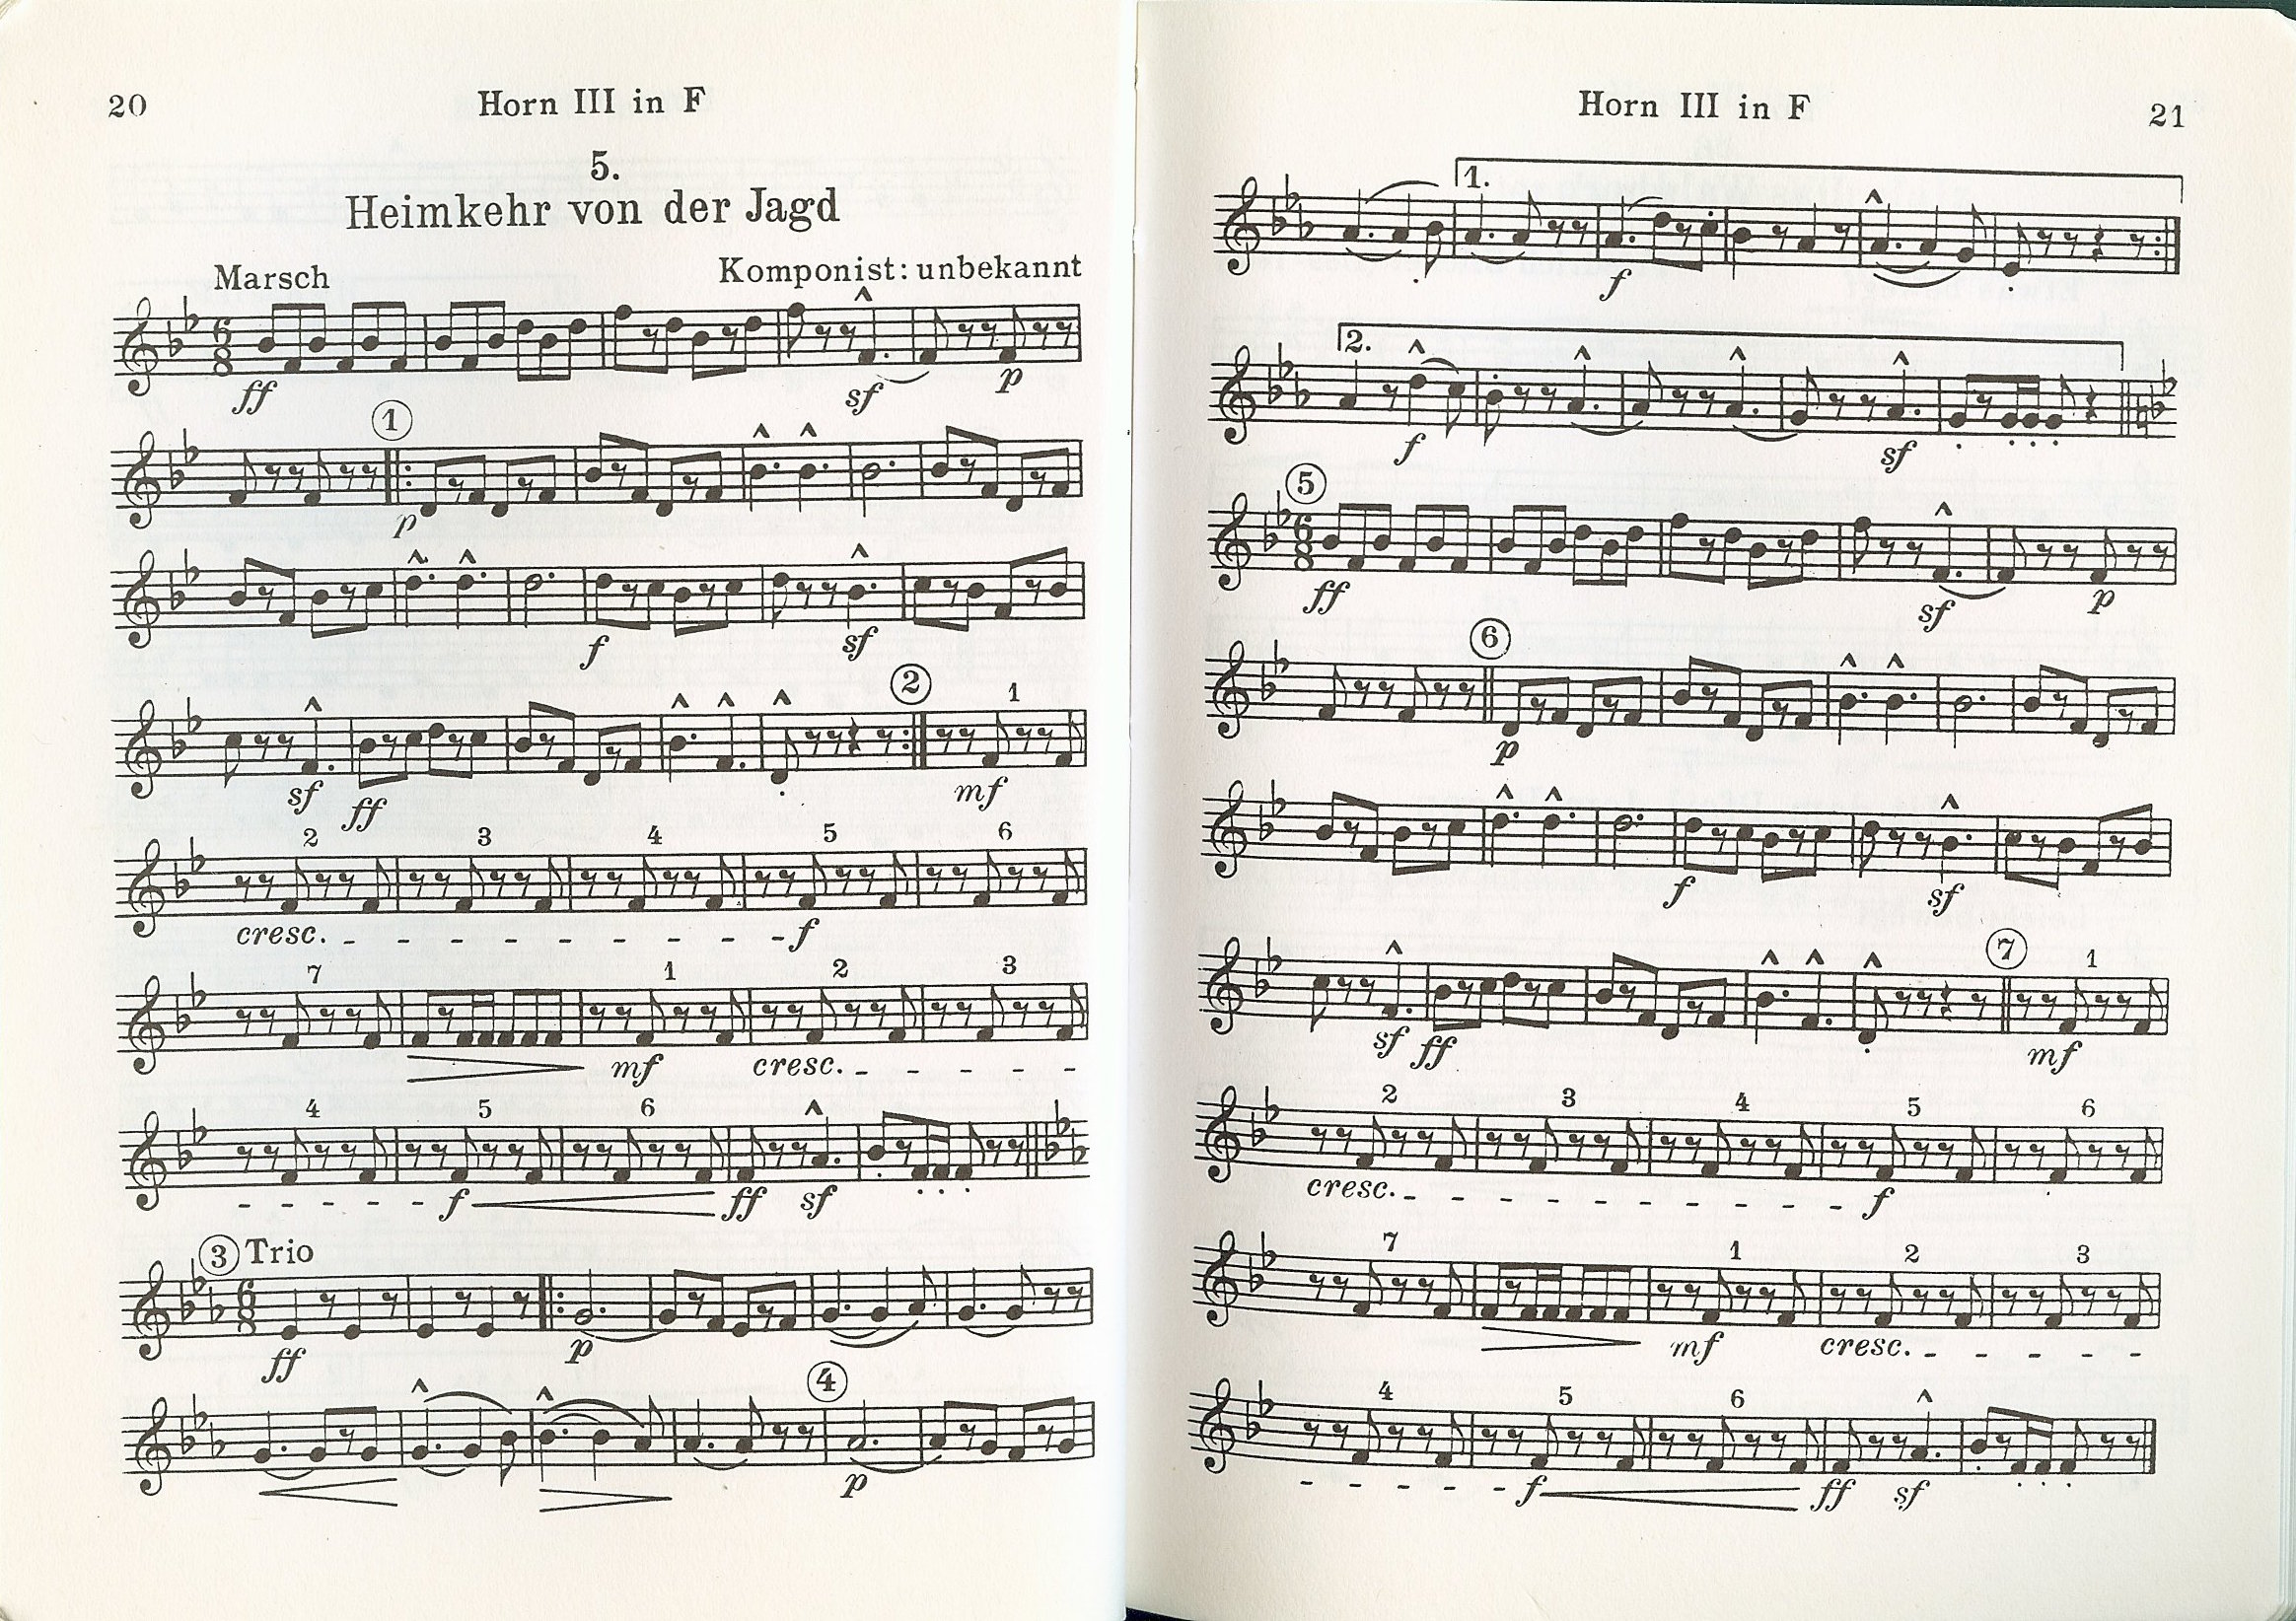 20
Horn III in F
5.
Heimkehr von der Jagd
Marsch
Komponist: unbekannt
6 8
ff sf p
1
p
f sf
2 1
sf ff mf
2 3 4 5 6
cresc. - - - - - - - - - f
7 1 2 3
mf cresc. - - - - -
4 5 6
- - - - - f ff sf
3 Trio
6 8
ff p
4
p
Horn III in F
21
1.
f
2.
f sf
5
6 8
ff sf p
6
p
f sf
7 1
sf ff mf
2 3 4 5 6
cresc. - - - - - - - - - f
7 1 2 3
mf cresc. - - - - -
4 5 6
- - - - - f ff sf